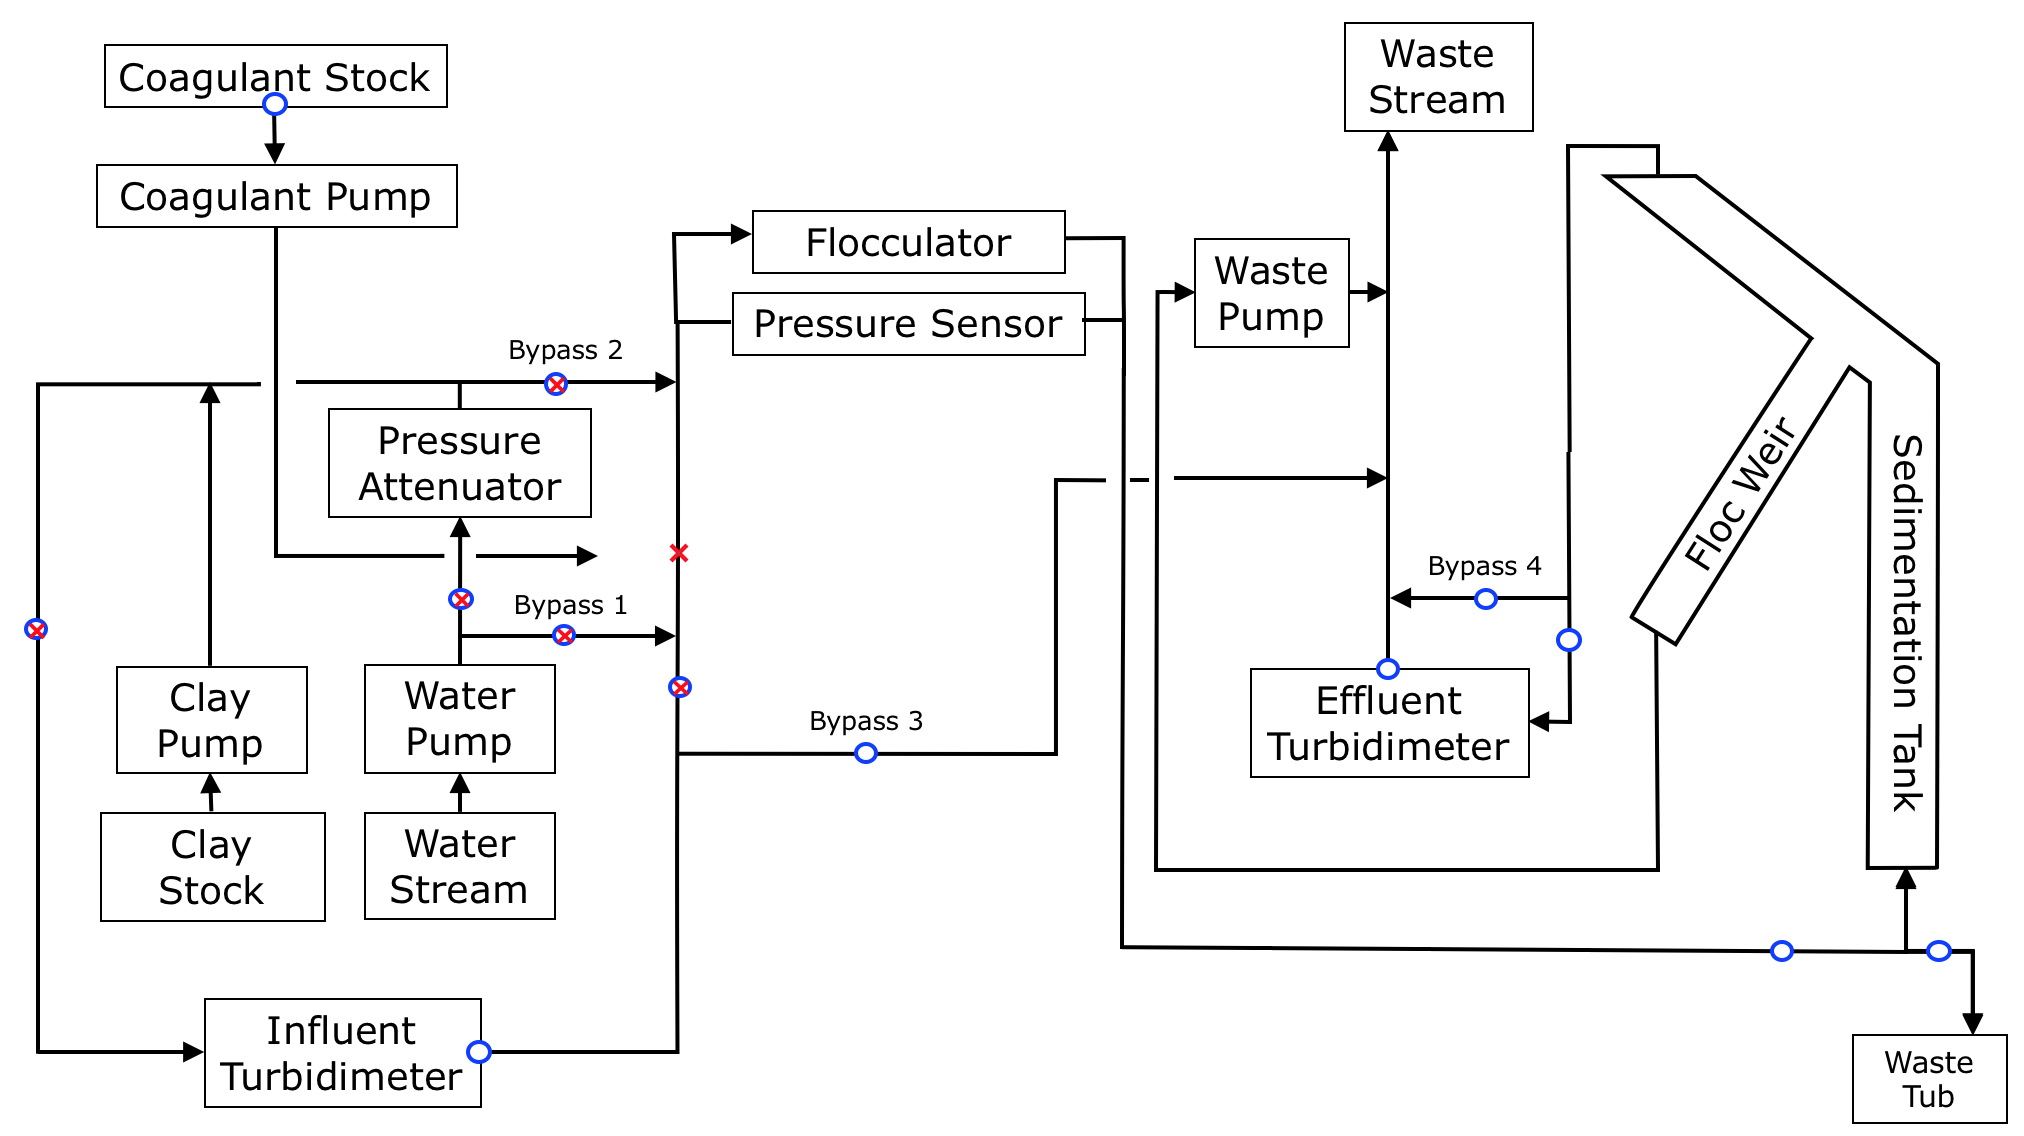 Coagulant Stock
Coagulant Pump
Bypass 2
Pressure
Attenuator
Bypass 1
Clay
Pump
Water
Pump
Clay
Stock
Water
Stream
Influent
Turbidimeter
Flocculator
Pressure Sensor
Bypass 3
Waste
Stream
Waste
Pump
Bypass 4
Effluent
Turbidimeter
Floc Weir
Sedimentation Tank
Waste
Tub